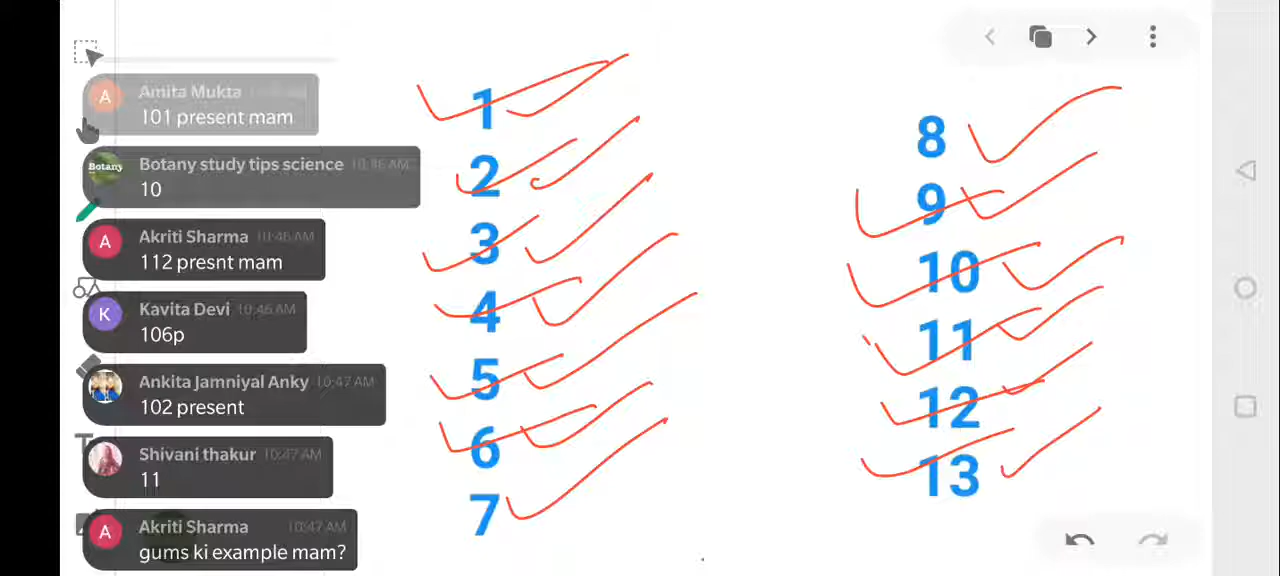 Amita Mukta
101 present mam
Botany
Botany study tips science 10:46 AM
10
A
Akriti Sharma 10:46 AM
112 presnt mam
K
Kavita Devi 10:46 AM
106p
Ankita Jamniyal Anky 10:47 AM
102 present
Shivani thakur 10:47 AM
11
A
Akriti Sharma 10:47 AM
gums ki example mam?
1
2
3
4
5
6
7
8
9
10
11
12
13